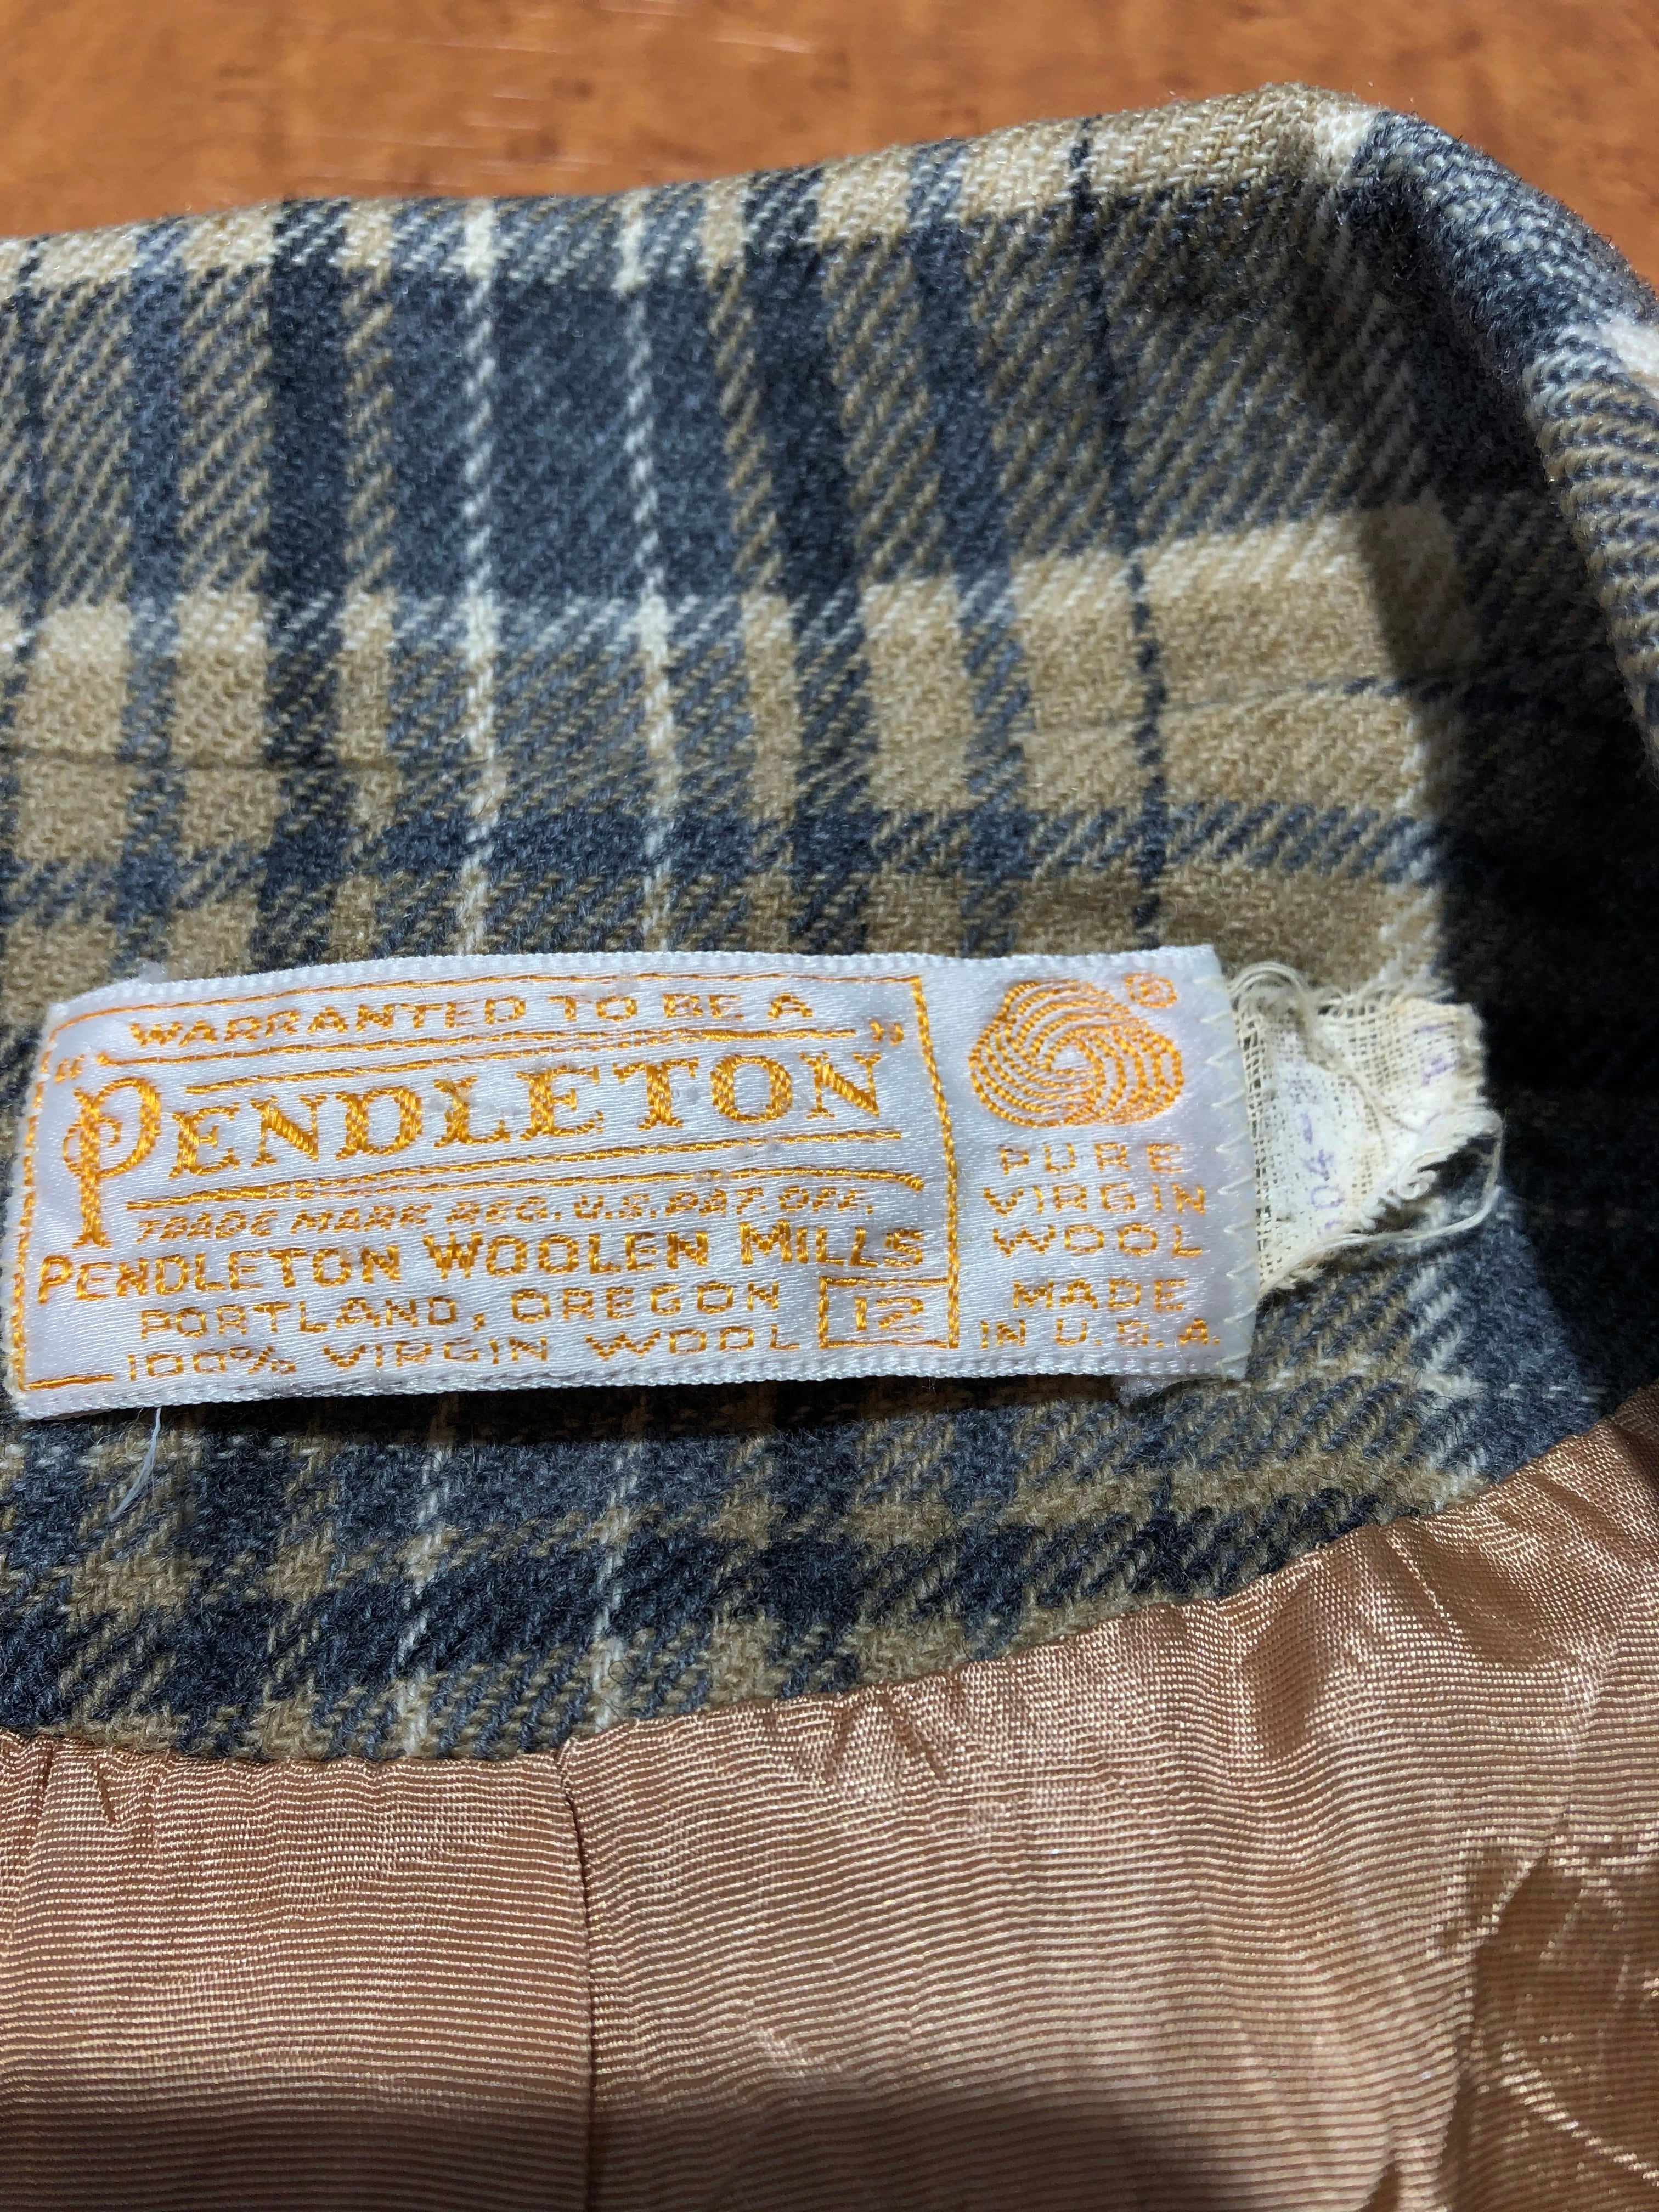 WARRANTED TO BE A
"PENDLETON"
TRADE MARK REG. U.S. PAT. OFF.
PENDLETON WOOLEN MILLS
PORTLAND, OREGON
100% VIRGIN WOOL
12
®
PURE
VIRGIN
WOOL
MADE
IN U.S.A.